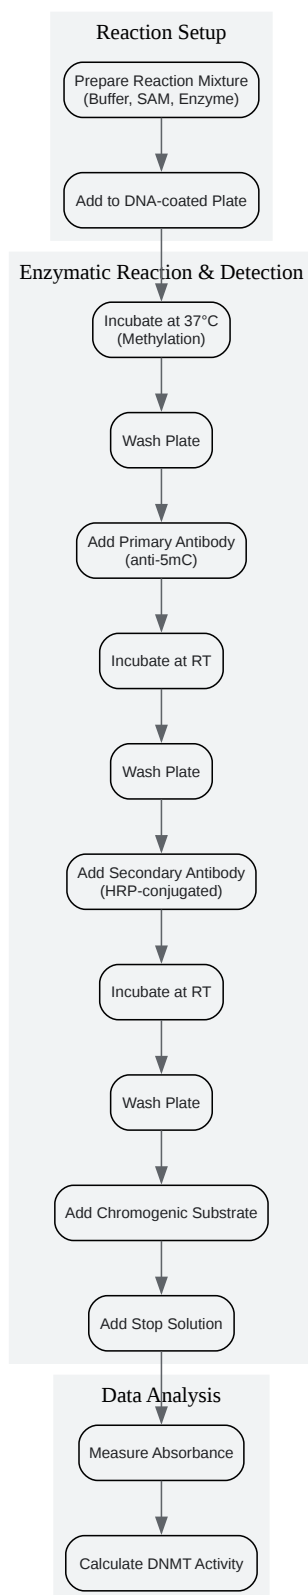 Reaction Setup
Prepare Reaction Mixture
(Buffer, SAM, Enzyme)
Add to DNA-coated Plate
Enzymatic Reaction & Detection
Incubate at 37°C
(Methylation)
Wash Plate
Add Primary Antibody
(anti-5mC)
Incubate at RT
Wash Plate
Add Secondary Antibody
(HRP-conjugated)
Incubate at RT
Wash Plate
Add Chromogenic Substrate
Add Stop Solution
Data Analysis
Measure Absorbance
Calculate DNMT Activity